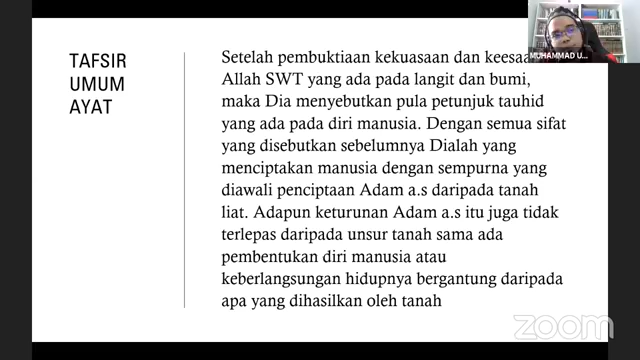 TAFSIR
UMUM
AYAT
Setelah pembuktiaan kekuasaan dan
Allah SWT yang ada pada langit dan bumi,
maka Dia menyebutkan pula petunjuk tauhid
yang ada pada diri manusia. Dengan semua sifat
yang disebutkan sebelumnya Dialah yang
menciptakan manusia dengan sempurna yang
diawali penciptaan Adam a.s daripada tanah
liat. Adapun keturunan Adam a.s itu juga tidak
terlepas daripada unsur tanah sama ada
pembentukan diri manusia atau
keberlangsungan hidupnya bergantung daripada
apa yang dihasilkan oleh tanah
MUHAMMAD U...
zoom